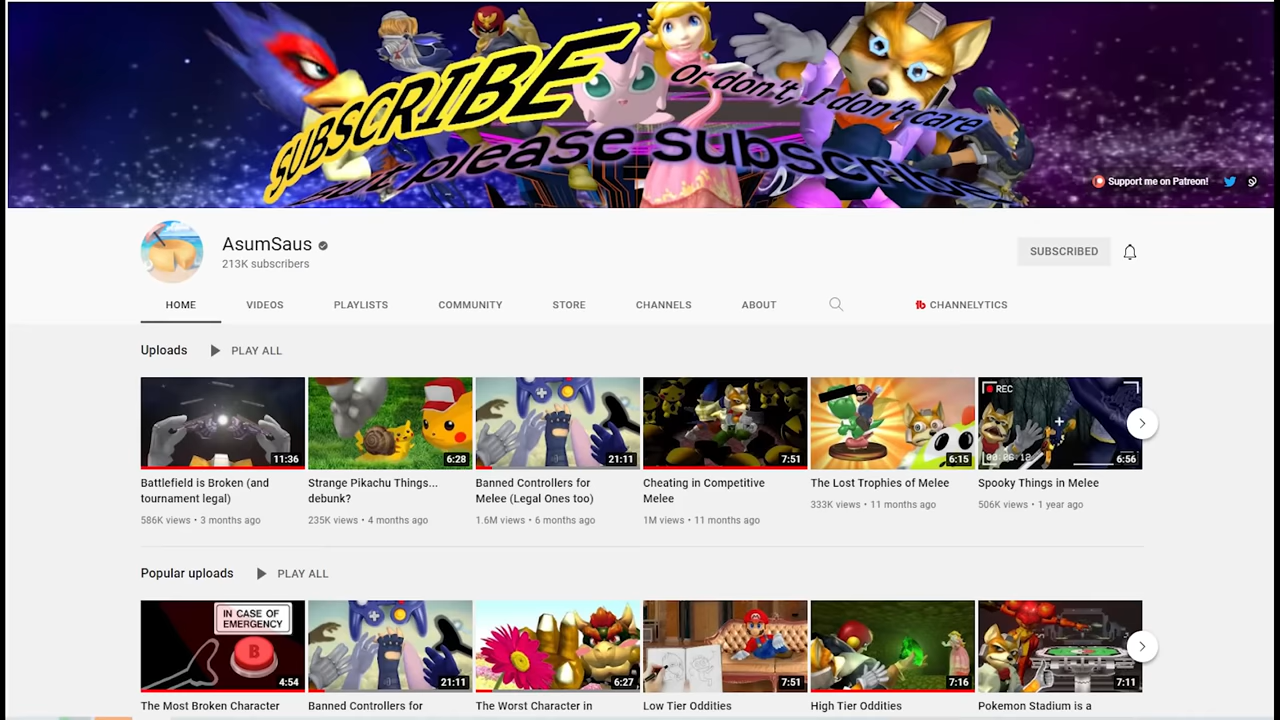 SUBSCRIBE
Or don't, I don't care
but please subscribe
Support me on Patreon!
AsumSaus
213K subscribers
SUBSCRIBED
HOME VIDEOS PLAYLISTS COMMUNITY STORE CHANNELS ABOUT CHANNELYTICS
Uploads PLAY ALL
REC
00:06:12
11:36 6:28 21:11 7:51 6:15 6:56
Battlefield is Broken (and tournament legal)
586K views • 3 months ago
Strange Pikachu Things... debunk?
235K views • 4 months ago
Banned Controllers for Melee (Legal Ones too)
1.6M views • 6 months ago
Cheating in Competitive Melee
1M views • 11 months ago
The Lost Trophies of Melee
333K views • 11 months ago
Spooky Things in Melee
506K views • 1 year ago
Popular uploads PLAY ALL
IN CASE OF
EMERGENCY
B
4:54 21:11 6:27 7:51 7:16 7:11
The Most Broken Character
Banned Controllers for
The Worst Character in
Low Tier Oddities
High Tier Oddities
Pokemon Stadium is a